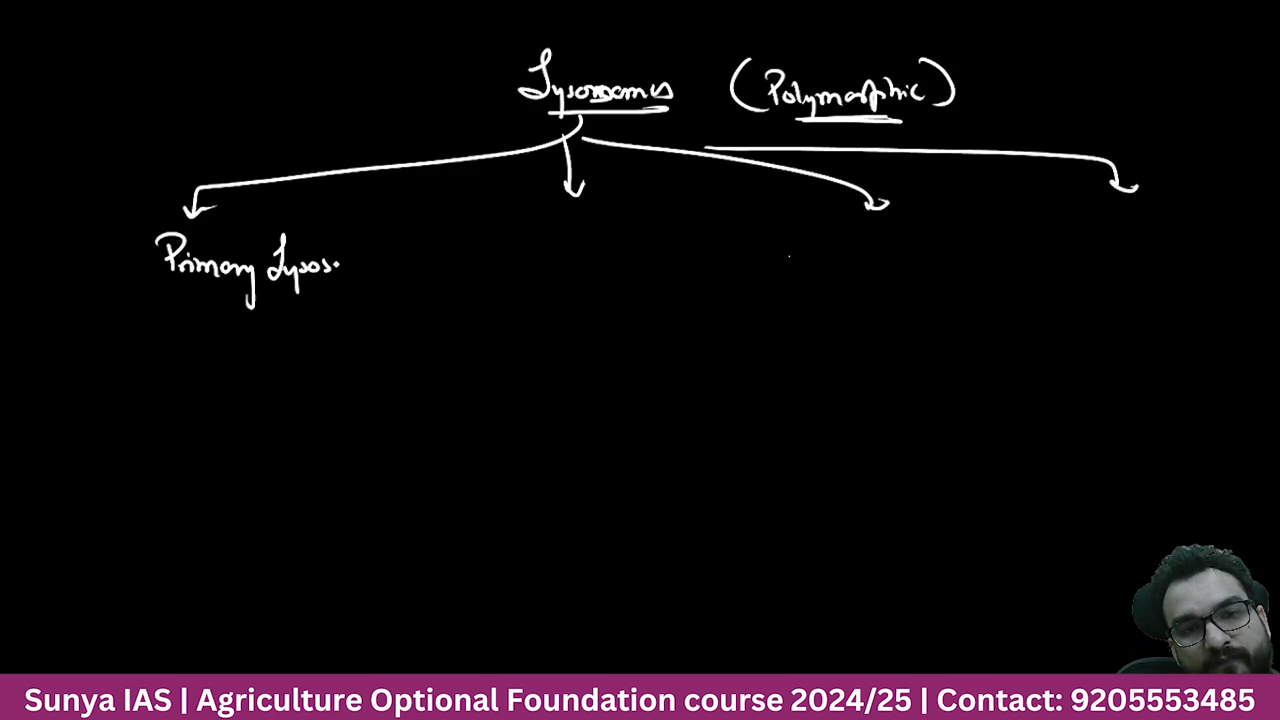 Lysosomes (Polymorphic)
Primary Lysos.
Sunya IAS | Agriculture Optional Foundation course 2024/25 | Contact: 9205553485